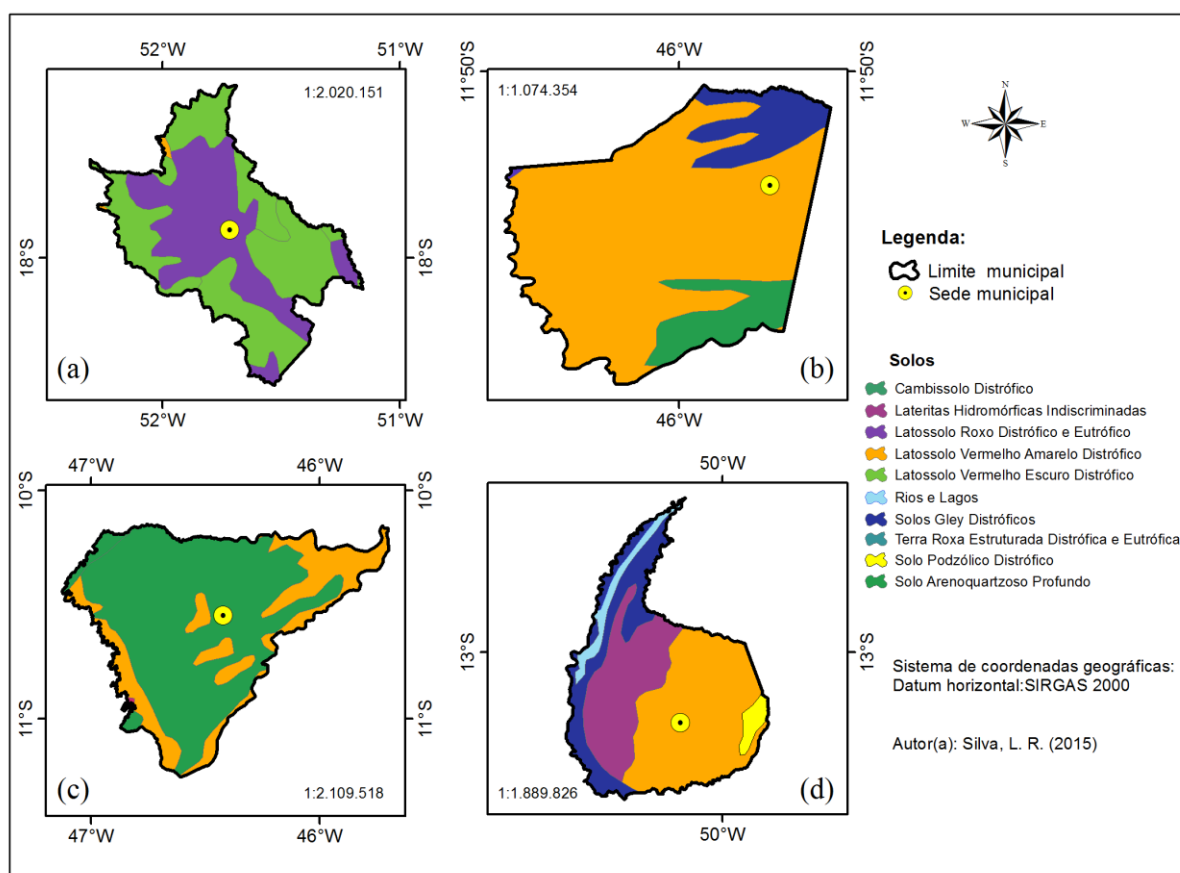 52°W
51°W
18°S
18°S
1:2.020.151
(a)
52°W
51°W
46°W
11°50'S
11°50'S
1:1.074.354
(b)
46°W
N
W
E
S
Legenda:
Limite municipal
Sede municipal
Solos
Cambissolo Distrófico
Lateritas Hidromórficas Indiscriminadas
Latossolo Roxo Distrófico e Eutrófico
Latossolo Vermelho Amarelo Distrófico
Latossolo Vermelho Escuro Distrófico
Rios e Lagos
Solos Gley Distróficos
Terra Roxa Estruturada Distrófica e Eutrófica
Solo Podzólico Distrófico
Solo Arenoquartzoso Profundo
47°W
46°W
10°S
10°S
11°S
11°S
(c)
1:2.109.518
47°W
46°W
50°W
13°S
13°S
1:1.889.826
(d)
50°W
Sistema de coordenadas geográficas:
Datum horizontal:SIRGAS 2000
Autor(a): Silva, L. R. (2015)